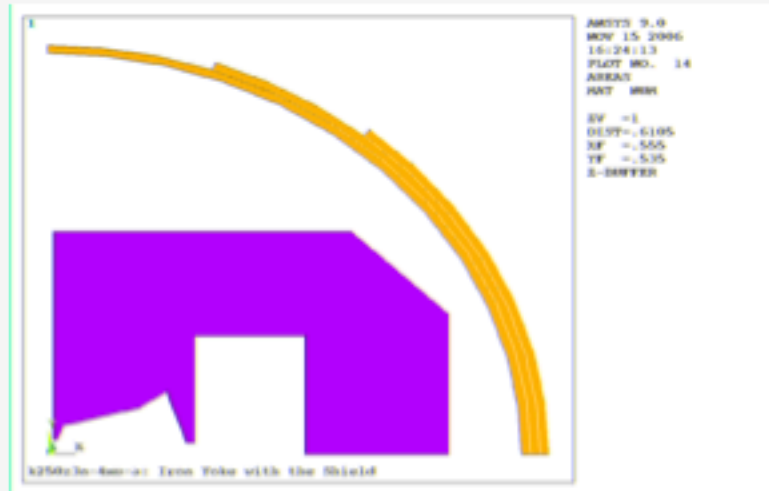 1
ANSYS 9.0
NOV 15 2006
16:24:13
PLOT NO. 14
AREAS
MAT NUM
ZV =1
DIST=.6105
XF =.555
YF =.535
Z-BUFFER
X
Iron Yoke with the Shield